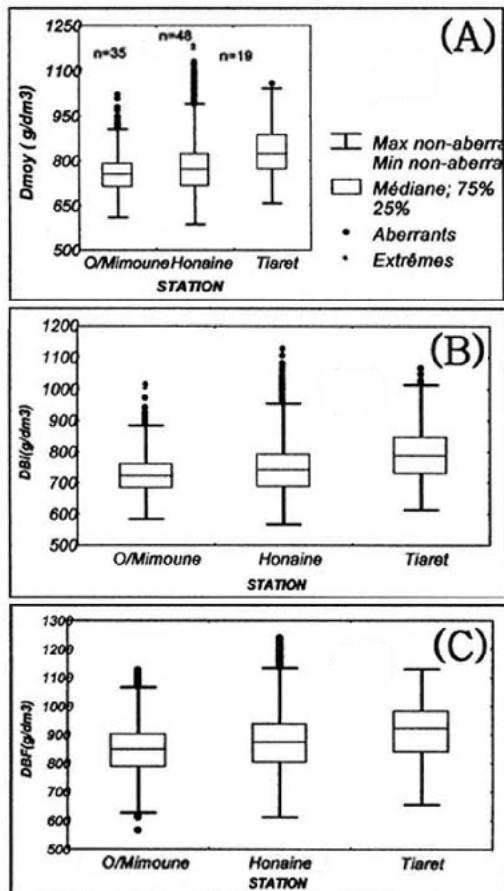 (A)
1250
1100
950
800
650
500
Dmoy ( g/dm3)
n=35
n=48
n=19
O/Mimoune Honaine Tiaret
STATION
Max non-aberra
Min non-aberra
Médiane; 75%
25%
Aberrants
Extrêmes
(B)
1200
1100
1000
900
800
700
600
500
DBi(g/dm3)
O/Mimoune Honaine Tiaret
STATION
(C)
1300
1200
1100
1000
900
800
700
600
500
DBF(g/dm3)
O/Mimoune Honaine Tiaret
STATION